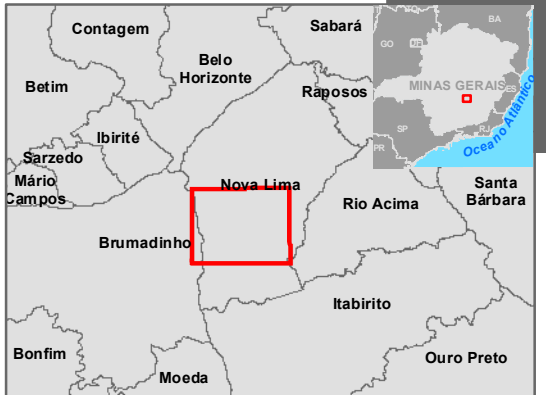 Contagem
Sabará
Belo
Horizonte
Betim
Raposos
Ibirité
Sarzedo
Mário
Campos
Nova Lima
Rio Acima
Santa
Bárbara
Brumadinho
Itabirito
Bonfim
Moeda
Ouro Preto
BA
GO
DF
MINAS GERAIS
ES
SP
RJ
PR
Oceano Atlântico